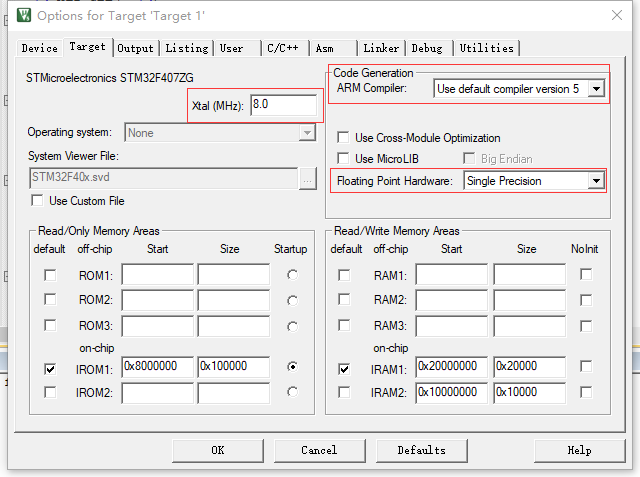 Options for Target 'Target 1'
Device Target Output Listing User C/C++ Asm Linker Debug Utilities
STMicroelectronics STM32F407ZG
Xtal (MHz): 8.0
Operating system: None
System Viewer File:
STM32F40x.svd ...
Use Custom File
Code Generation
ARM Compiler: Use default compiler version 5
Use Cross-Module Optimization
Use MicroLIB Big Endian
Floating Point Hardware: Single Precision
Read/Only Memory Areas
default off-chip Start Size Startup
ROM1:
ROM2:
ROM3:
on-chip
IROM1: 0x8000000 0x100000
IROM2:
Read/Write Memory Areas
default off-chip Start Size NoInit
RAM1:
RAM2:
RAM3:
on-chip
IRAM1: 0x20000000 0x20000
IRAM2: 0x10000000 0x10000
OK Cancel Defaults Help